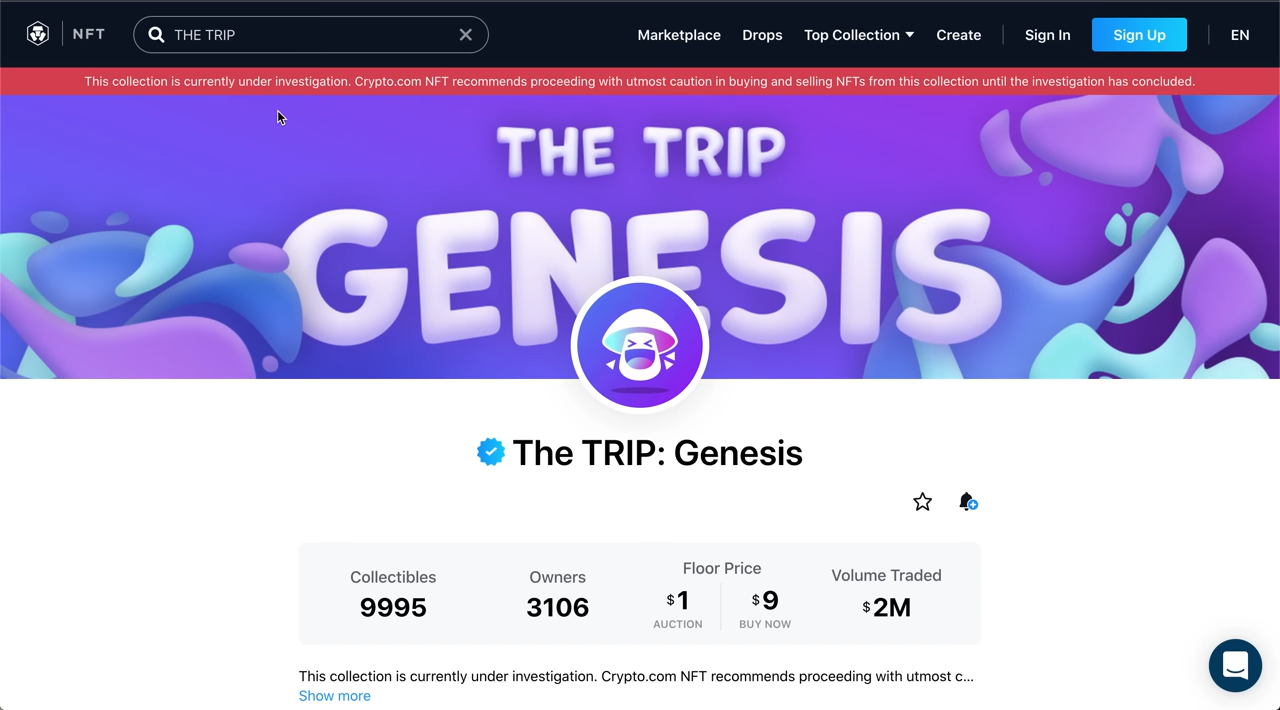 NFT
THE TRIP
Marketplace
Drops
Top Collection
Create
Sign In
Sign Up
EN
This collection is currently under investigation. Crypto.com NFT recommends proceeding with utmost caution in buying and selling NFTs from this collection until the investigation has concluded.
THE TRIP
GENESIS
The TRIP: Genesis
Collectibles
9995
Owners
3106
Floor Price
$1
AUCTION
$9
BUY NOW
Volume Traded
$2M
This collection is currently under investigation. Crypto.com NFT recommends proceeding with utmost c...
Show more